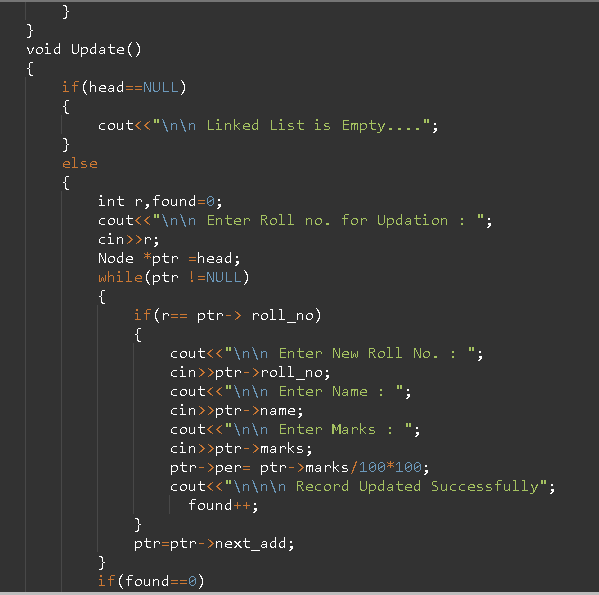 }
}
void Update()
{
if(head==NULL)
{
cout<<"\n\n Linked List is Empty....";
}
else
{
int r,found=0;
cout<<"\n\n Enter Roll no. for Updation : ";
cin>>r;
Node *ptr =head;
while(ptr !=NULL)
{
if(r== ptr-> roll_no)
{
cout<<"\n\n Enter New Roll No. : ";
cin>>ptr->roll_no;
cout<<"\n\n Enter Name : ";
cin>>ptr->name;
cout<<"\n\n Enter Marks : ";
cin>>ptr->marks;
ptr->per= ptr->marks/100*100;
cout<<"\n\n\n Record Updated Successfully";
found++;
}
ptr=ptr->next_add;
}
if(found==0)